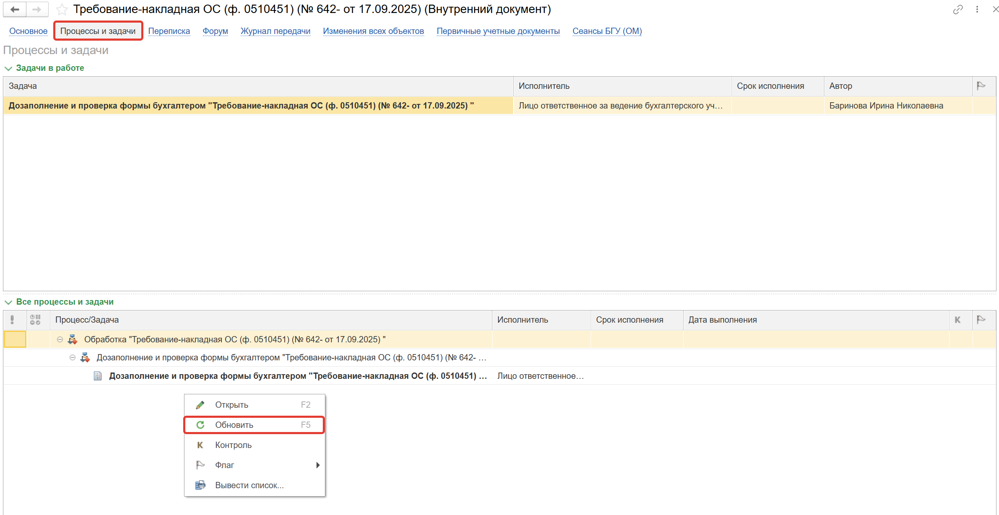 Требование-накладная ОС (ф. 0510451) (№ 642- от 17.09.2025) (Внутренний документ)
Основное Процессы и задачи Переписка Форум Журнал передачи Изменения всех объектов Первичные учетные документы Сеансы БГУ (ОМ)
Процессы и задачи
Задачи в работе
Задача Исполнитель Срок исполнения Автор
Дозаполнение и проверка формы бухгалтером "Требование-накладная ОС (ф. 0510451) (№ 642- от 17.09.2025) " Лицо ответственное за ведение бухгалтерского уч... Баринова Ирина Николаевна
Все процессы и задачи
Процесс/Задача Исполнитель Срок исполнения Дата выполнения К
Обработка "Требование-накладная ОС (ф. 0510451) (№ 642- от 17.09.2025) "
Дозаполнение и проверка формы бухгалтером "Требование-накладная ОС (ф. 0510451) (№ 642- ...
Дозаполнение и проверка формы бухгалтером "Требование-накладная ОС (ф. 0510451) ... Лицо ответственное...
Открыть F2
Обновить F5
К Контроль
Флаг
Вывести список...